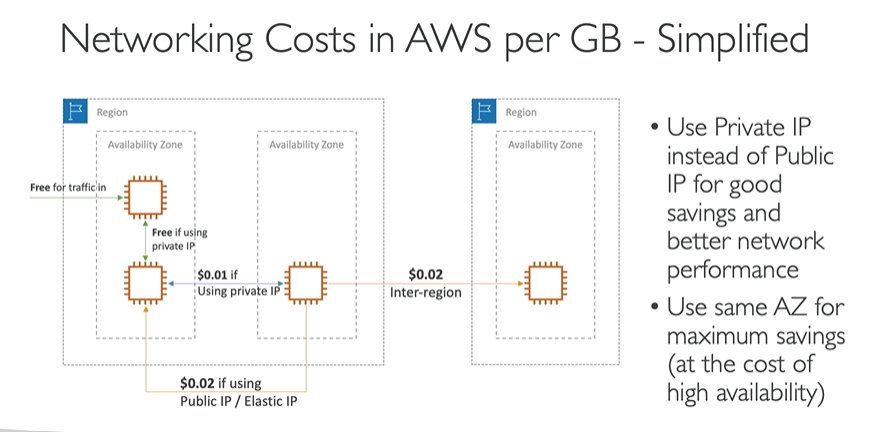 Networking Costs in AWS per GB - Simplified
Region
Availability Zone
Availability Zone
Free for traffic in
Free if using
private IP
$0.01 if
Using private IP
$0.02 if using
Public IP / Elastic IP
$0.02
Inter-region
Region
Availability Zone
• Use Private IP
instead of Public
IP for good
savings and
better network
performance
• Use same AZ for
maximum savings
(at the cost of
high availability)